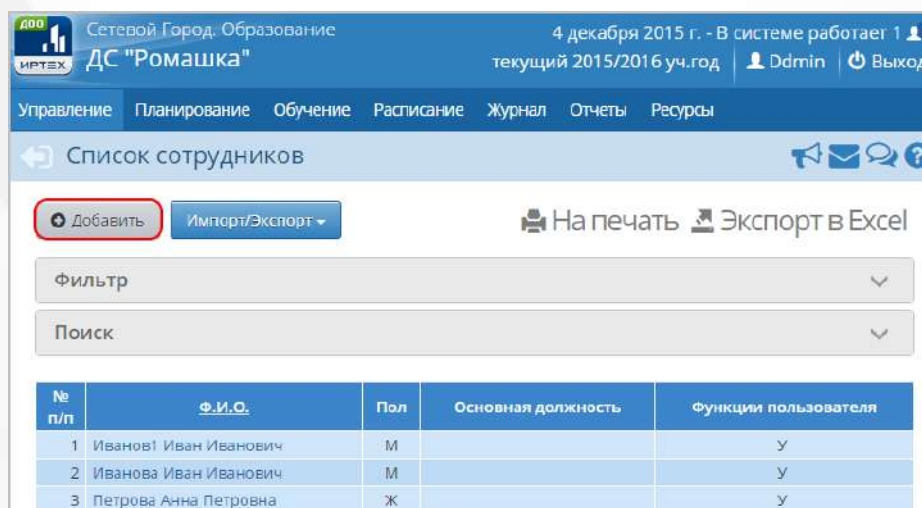 ДОО
ИРТЕХ
Сетевой Город. Образование
ДС "Ромашка"
4 декабря 2015 г. - В системе работает 1
текущий 2015/2016 уч.год Ddmin Выход
Управление Планирование Обучение Расписание Журнал Отчеты Ресурсы
Список сотрудников
Добавить Импорт/Экспорт На печать Экспорт в Excel
Фильтр
Поиск
№ п/п Ф.И.О. Пол Основная должность Функции пользователя
1 Иванов1 Иван Иванович М У
2 Иванова Иван Иванович М У
3 Петрова Анна Петровна Ж У